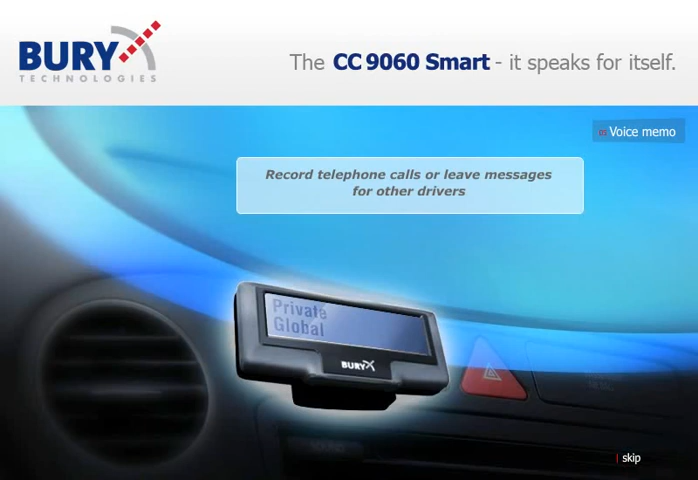 BURY
TECHNOLOGIES
The CC 9060 Smart - it speaks for itself.
Voice memo
Record telephone calls or leave messages
for other drivers
Private
Global
BURY
| skip